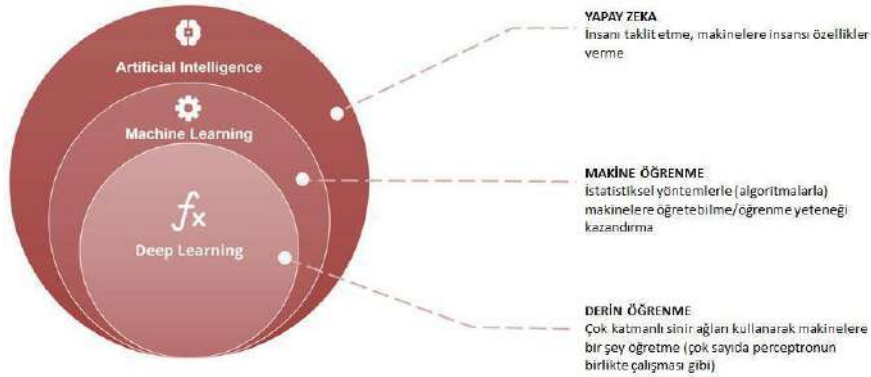 Artificial Intelligence
Machine Learning
fx
Deep Learning
YAPAY ZEKA
İnsanı taklit etme, makinelere insansı özellikler
verme
MAKİNE ÖĞRENME
İstatistiksel yöntemlerle (algoritmalarla)
makinelere öğretebilme/öğrenme yeteneği
kazandırma
DERİN ÖĞRENME
Çok katmanlı sinir ağları kullanarak makinelere
bir şey öğretme (çok sayıda perceptronun
birlikte çalışması gibi)